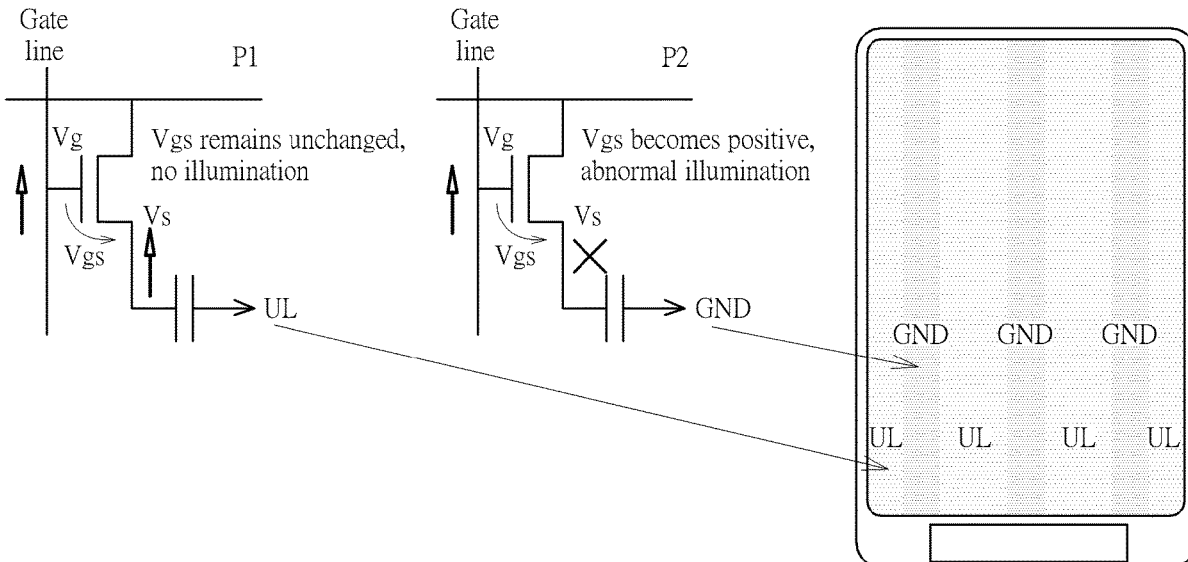 Gate
line
P1
Vg
Vgs remains unchanged,
no illumination
Vs
Vgs
UL
Gate
line
P2
Vg
Vgs becomes positive,
abnormal illumination
Vs
Vgs
GND
GND GND GND
UL UL UL UL